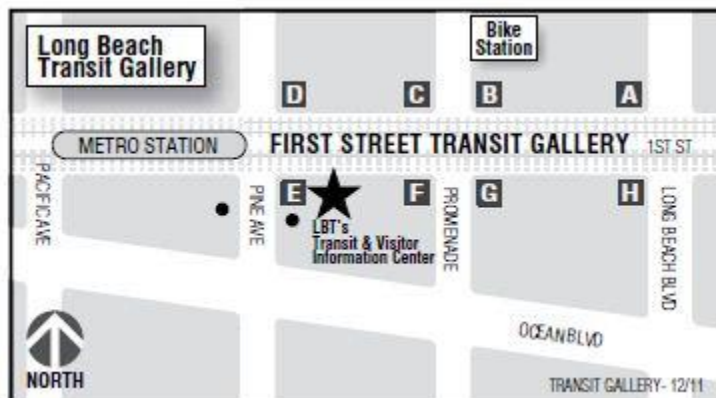 Long Beach
Transit Gallery
Bike
Station
D
C
B
A
METRO STATION
FIRST STREET TRANSIT GALLERY
1ST ST
PACIFIC AVE
PINE AVE
E
F
PROMENADE
G
H
LONG BEACH BLVD
LBT's
Transit & Visitor
Information Center
OCEAN BLVD
NORTH
TRANSIT GALLERY- 12/11